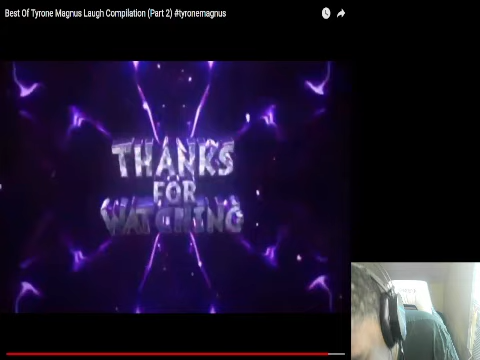 Best Of Tyrone Magnus Laugh Compilation (Part 2) #tyronemagnus
THANKS
FOR
WATCHING